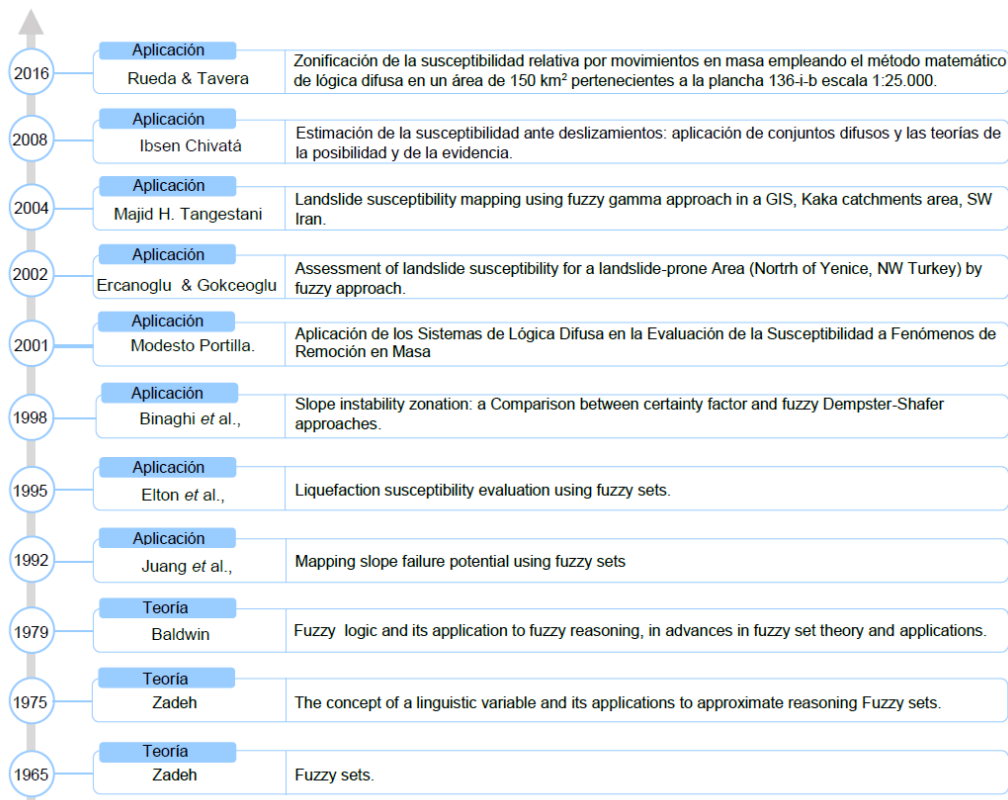 Aplicación
2016
Rueda & Tavera
Zonificación de la susceptibilidad relativa por movimientos en masa empleando el método matemático
de lógica difusa en un área de 150 km² pertenecientes a la plancha 136-i-b escala 1:25.000.
Aplicación
2008
Ibsen Chivatá
Estimación de la susceptibilidad ante deslizamientos: aplicación de conjuntos difusos y las teorías de
la posibilidad y de la evidencia.
Aplicación
2004
Majid H. Tangestani
Landslide susceptibility mapping using fuzzy gamma approach in a GIS, Kaka catchments area, SW
Iran.
Aplicación
2002
Ercanoglu & Gokceoglu
Assessment of landslide susceptibility for a landslide-prone Area (Nortrh of Yenice, NW Turkey) by
fuzzy approach.
Aplicación
2001
Modesto Portilla.
Aplicación de los Sistemas de Lógica Difusa en la Evaluación de la Susceptibilidad a Fenómenos de
Remoción en Masa
Aplicación
1998
Binaghi et al.,
Slope instability zonation: a Comparison between certainty factor and fuzzy Dempster-Shafer
approaches.
Aplicación
1995
Elton et al.,
Liquefaction susceptibility evaluation using fuzzy sets.
Aplicación
1992
Juang et al.,
Mapping slope failure potential using fuzzy sets
Teoría
1979
Baldwin
Fuzzy logic and its application to fuzzy reasoning, in advances in fuzzy set theory and applications.
Teoría
1975
Zadeh
The concept of a linguistic variable and its applications to approximate reasoning Fuzzy sets.
Teoría
1965
Zadeh
Fuzzy sets.